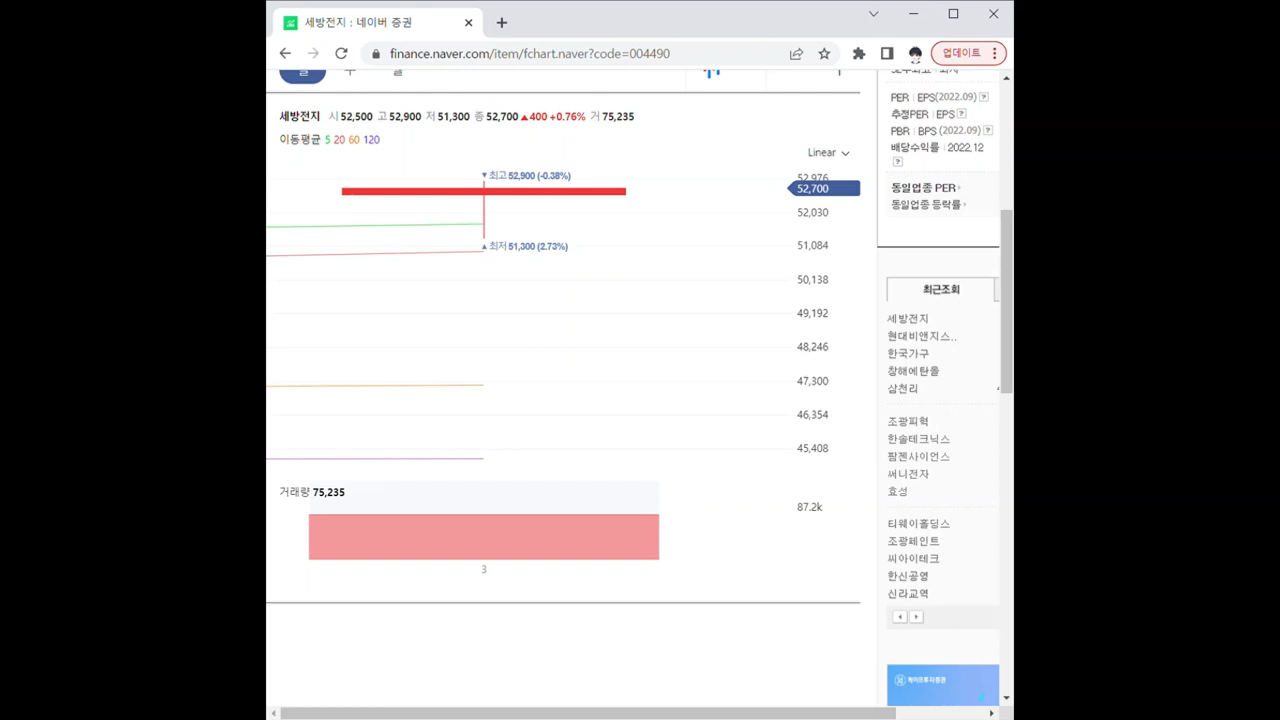 세방전지 : 네이버 증권
finance.naver.com/item/fchart.naver?code=004490
업데이트
세방전지 시 52,500 고 52,900 저 51,300 종 52,700 ▲400 +0.76% 거 75,235
이동평균 5 20 60 120
Linear
▼최고 52,900 (-0.38%)
▲ 최저 51,300 (2.73%)
52,976
52,700
52,030
51,084
50,138
49,192
48,246
47,300
46,354
45,408
거래량 75,235
87.2k
3
PER | EPS(2022.09) ?
추정PER | EPS ?
PBR | BPS (2022.09) ?
배당수익률 | 2022.12
?
동일업종 PER
동일업종 등락률
최근조회
세방전지
현대비앤지스..
한국가구
창해에탄올
삼천리
조광피혁
한솔테크닉스
팜젠사이언스
써니전자
효성
티웨이홀딩스
조광페인트
씨아이테크
한신공영
신라교역